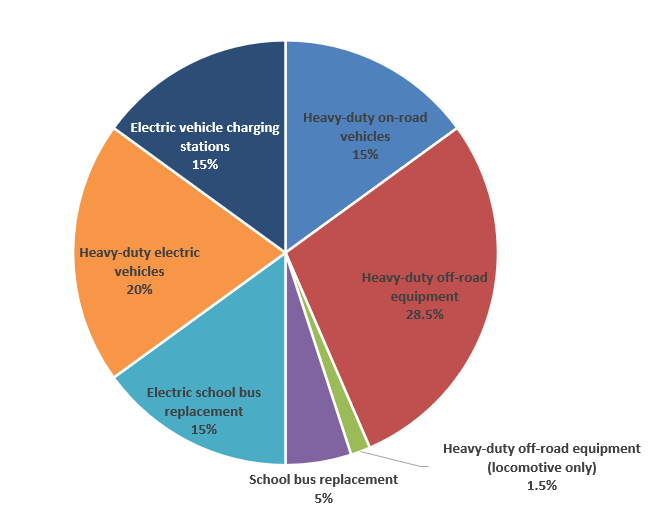 Electric vehicle charging
stations
15%
Heavy-duty on-road
vehicles
15%
Heavy-duty electric
vehicles
20%
Heavy-duty off-road
equipment
28.5%
Electric school bus
replacement
15%
Heavy-duty off-road equipment
(locomotive only)
1.5%
School bus replacement
5%